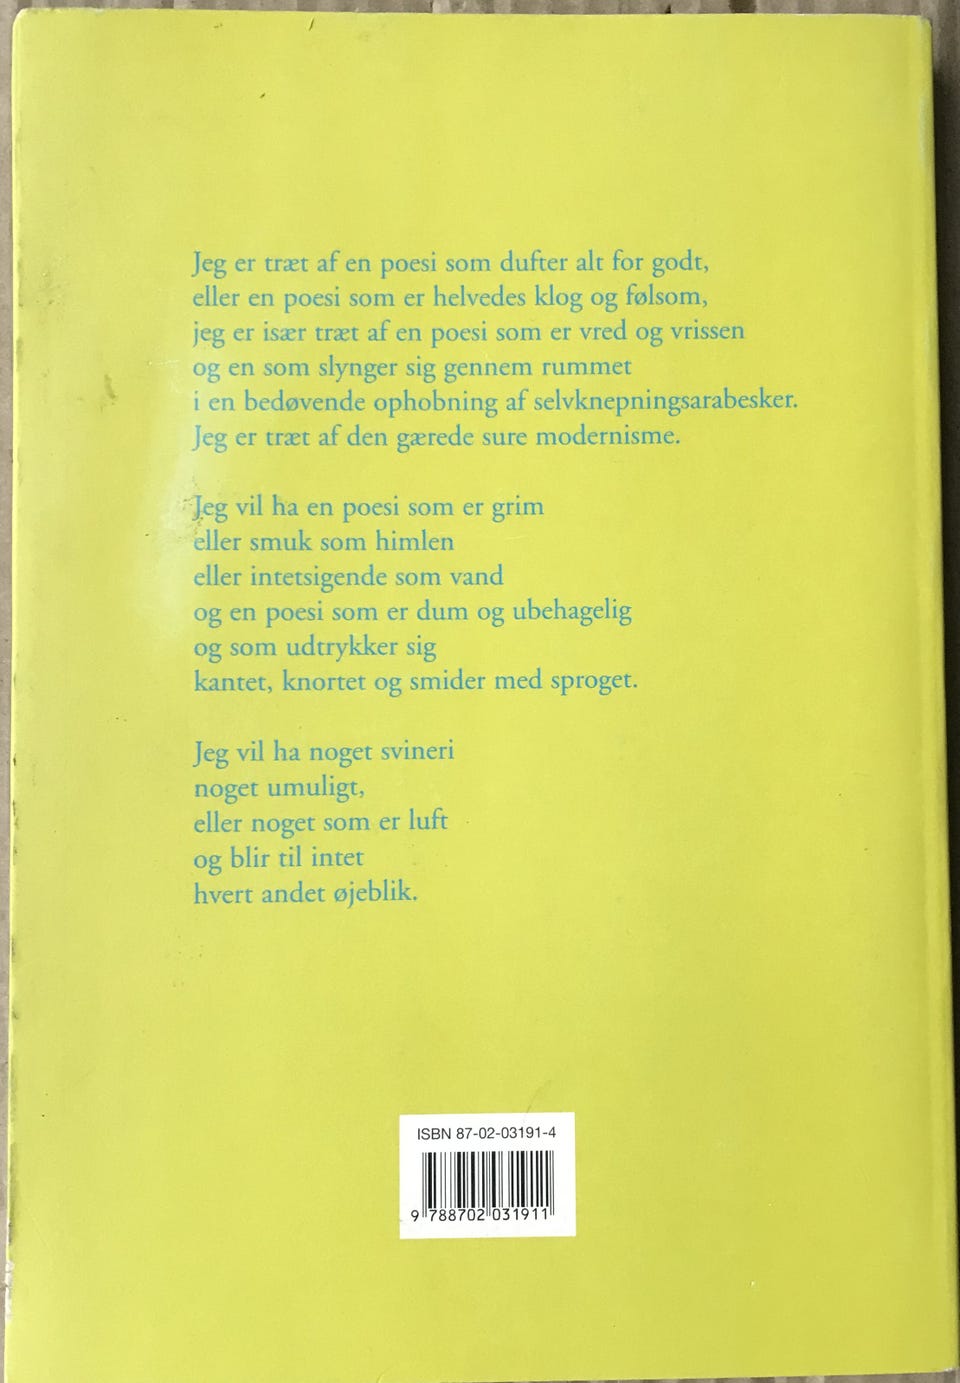 Jeg er træt af en poesi som dufter alt for godt,
eller en poesi som er helvedes klog og følsom,
jeg er især træt af en poesi som er vred og vrissen
og en som slynger sig gennem rummet
i en bedøvende ophobning af selvknepningsarabesker.
Jeg er træt af den gærede sure modernisme.
Jeg vil ha en poesi som er grim
eller smuk som himlen
eller intetsigende som vand
og en poesi som er dum og ubehagelig
og som udtrykker sig
kantet, knortet og smider med sproget.
Jeg vil ha noget svineri
noget umuligt,
eller noget som er luft
og blir til intet
hvert andet øjeblik.
ISBN 87-02-03191-4
9 788702 031911